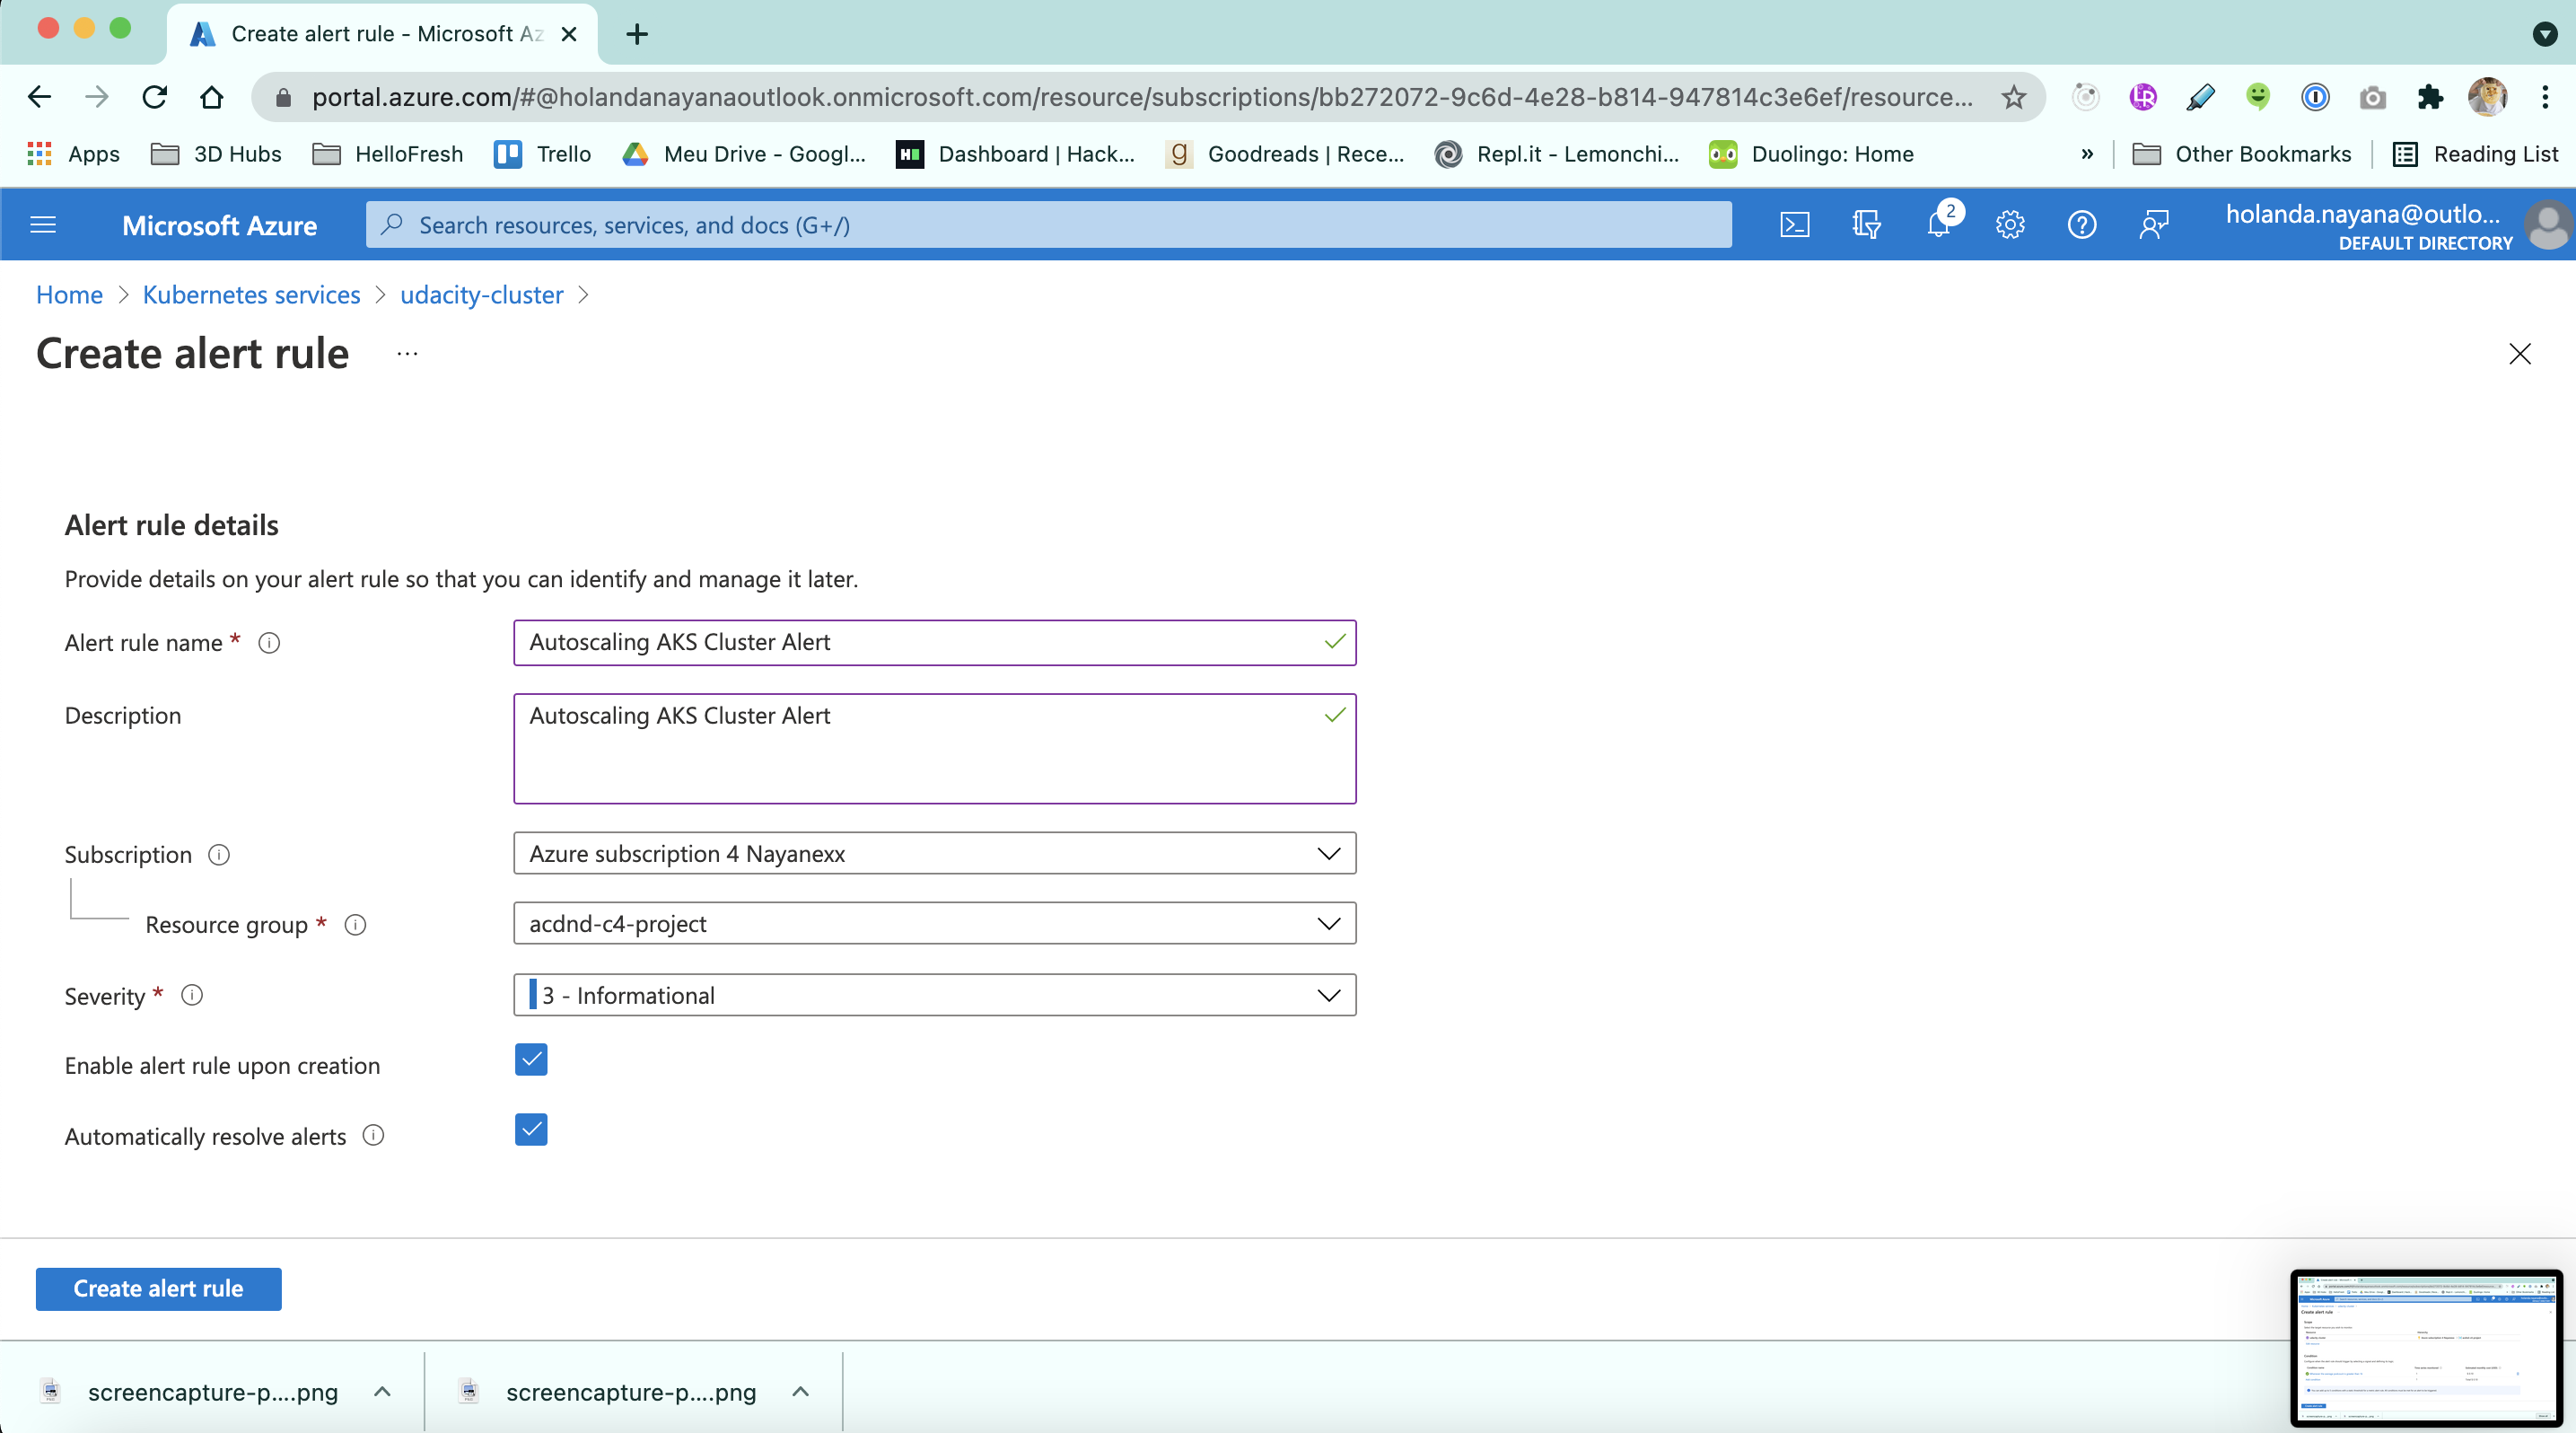 Create alert rule - Microsoft Az
portal.azure.com/#@holandanayanaoutlook.onmicrosoft.com/resource/subscriptions/bb272072-9c6d-4e28-b814-947814c3e6ef/resource...
Apps 3D Hubs HelloFresh Trello Meu Drive - Googl... Dashboard | Hack... Goodreads | Rece... Repl.it - Lemonchi... Duolingo: Home » Other Bookmarks Reading List
Microsoft Azure Search resources, services, and docs (G+/) 2 holanda.nayana@outlo...
DEFAULT DIRECTORY
Home > Kubernetes services > udacity-cluster >
Create alert rule ...
Alert rule details
Provide details on your alert rule so that you can identify and manage it later.
Alert rule name * Autoscaling AKS Cluster Alert
Description Autoscaling AKS Cluster Alert
Subscription Azure subscription 4 Nayanexx
Resource group * acdnd-c4-project
Severity * 3 - Informational
Enable alert rule upon creation
Automatically resolve alerts
Create alert rule
screencapture-p....png screencapture-p....png